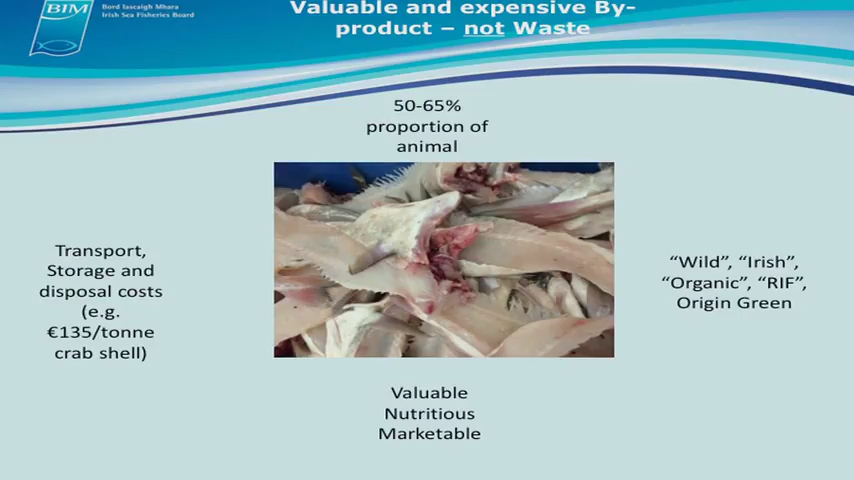 BIM
Bord Iascaigh Mhara
Irish Sea Fisheries Board
Valuable and expensive By-
product – not Waste
50-65%
proportion of
animal
Transport,
Storage and
disposal costs
(e.g.
€135/tonne
crab shell)
“Wild”, “Irish”,
“Organic”, “RIF”,
Origin Green
Valuable
Nutritious
Marketable